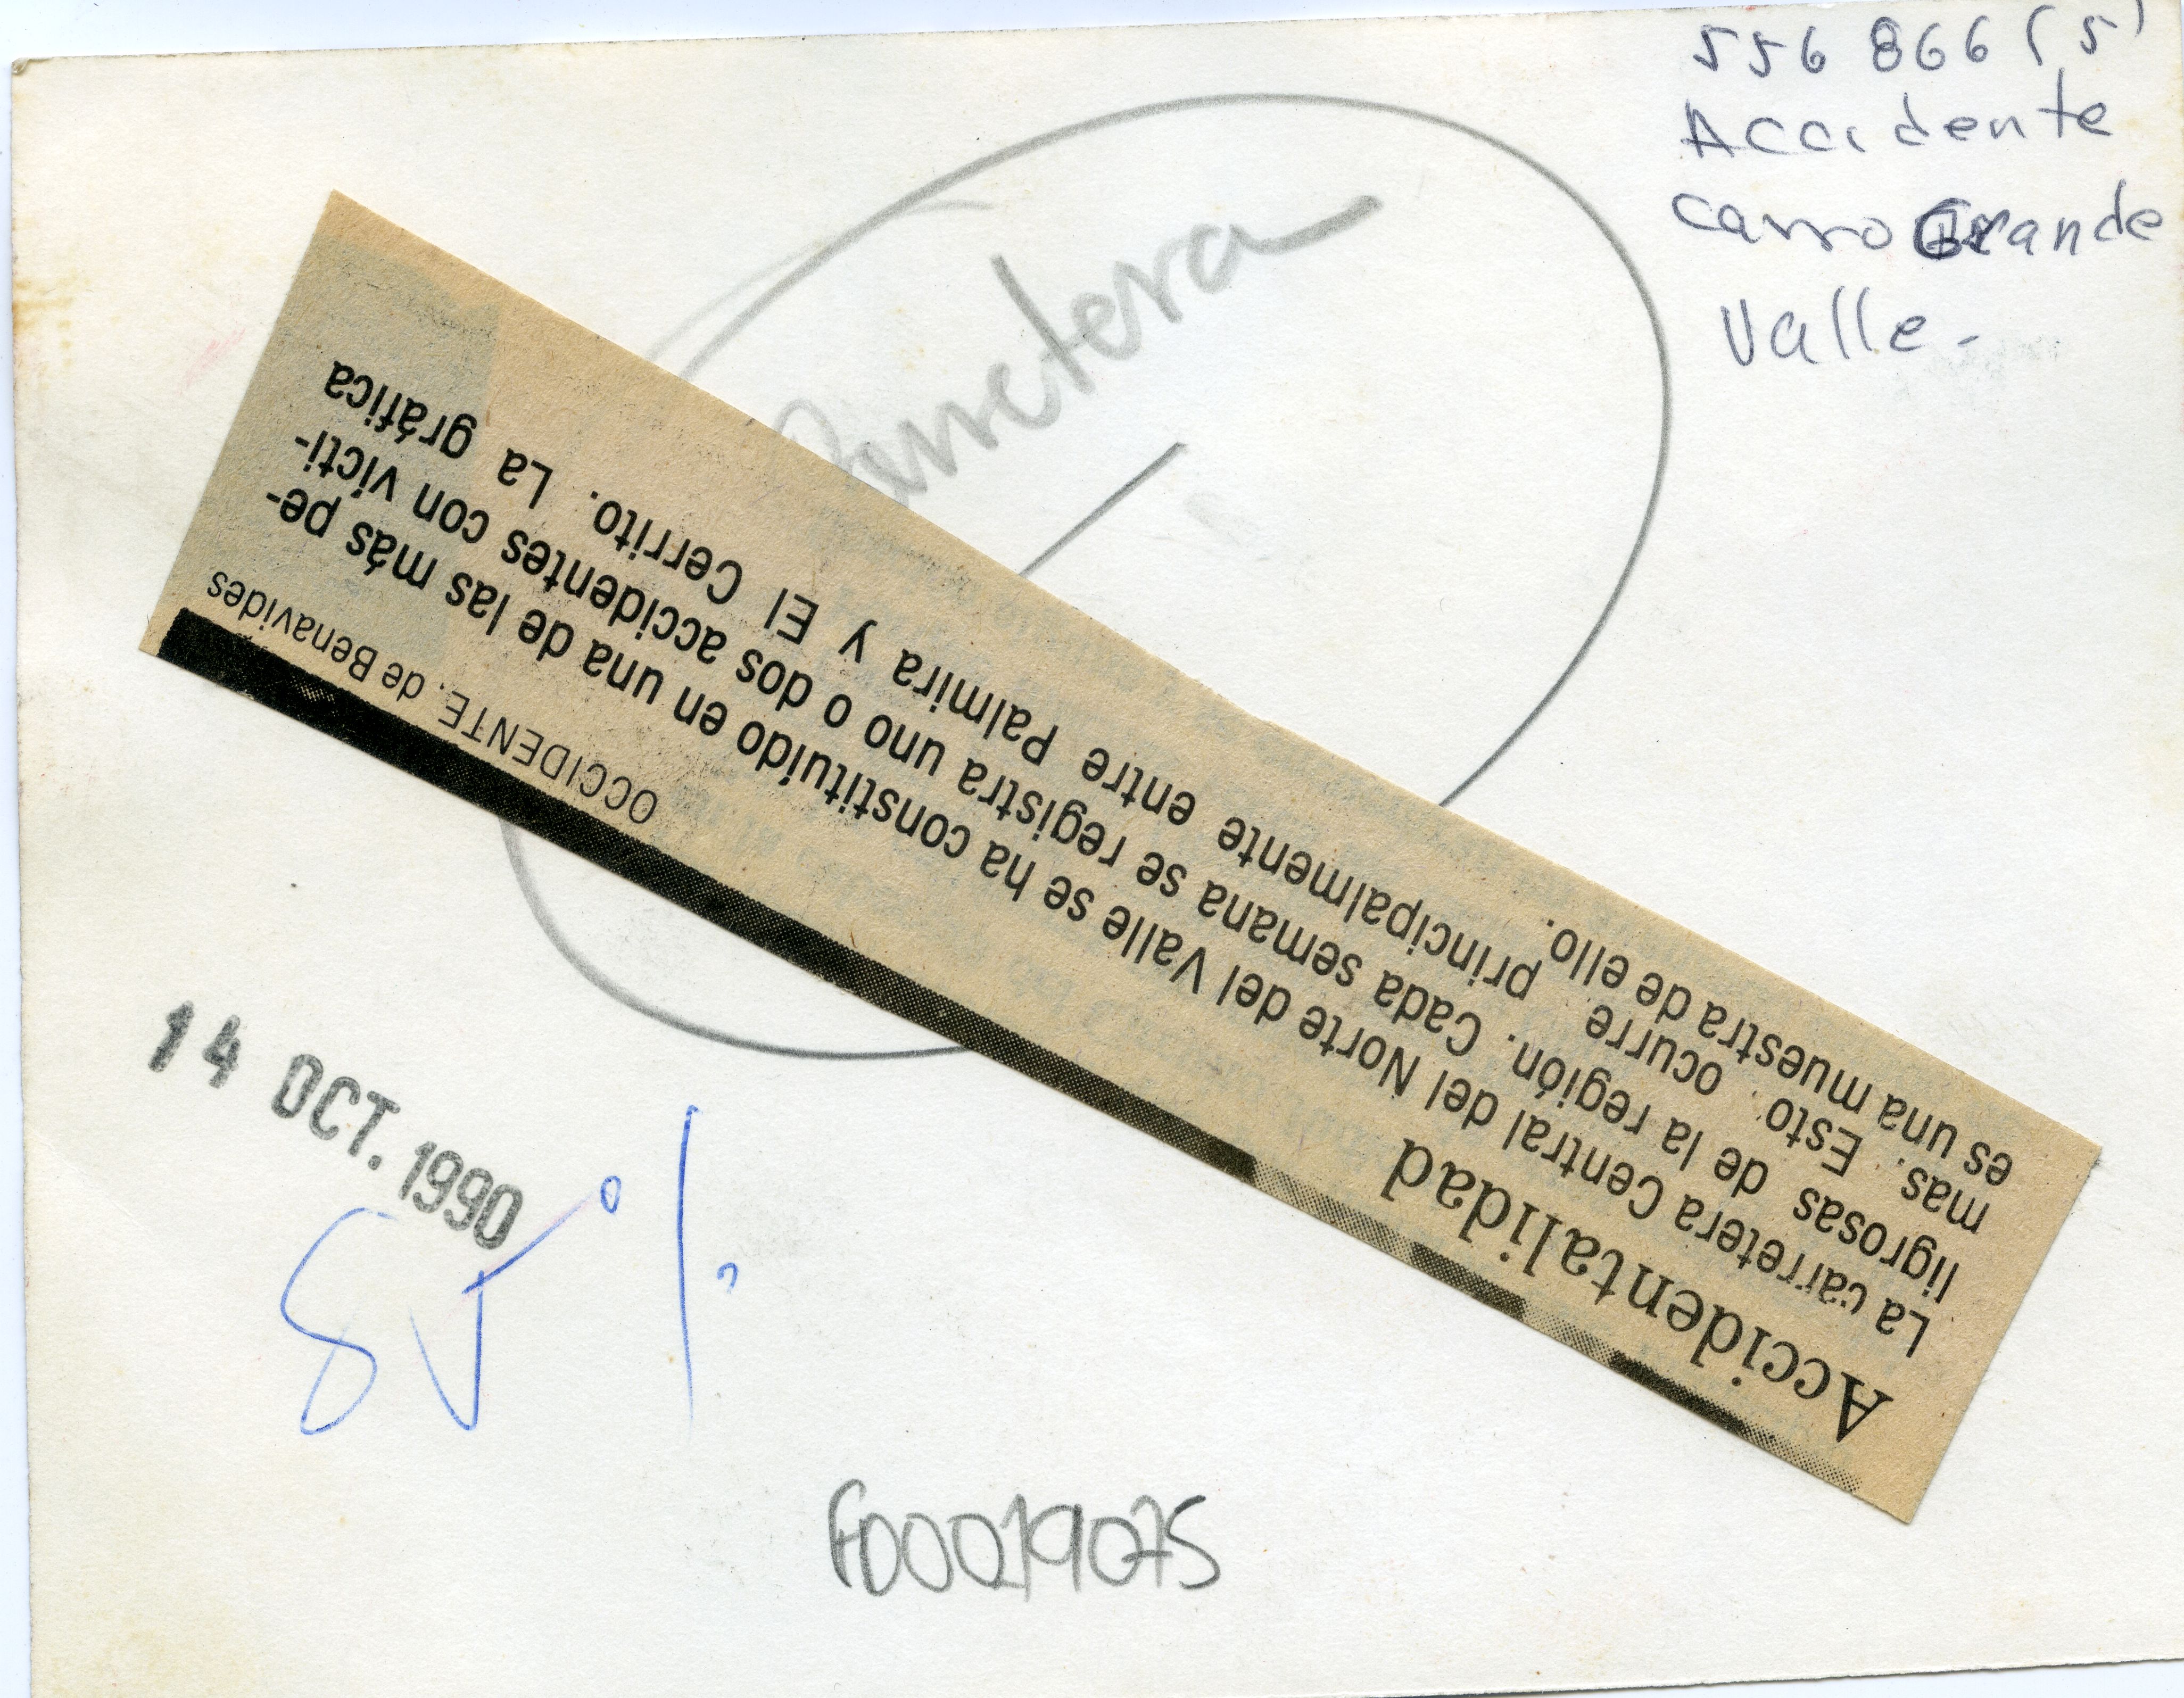 556 866 (5)
Accidente
carro Grande
Valle.-
Carretera
OCCIDENTE. de Benavides
Accidentalidad
La carretera Central del Norte del Valle se ha constituído en una de las más pe-
ligrosas de la región. Cada semana se registra uno o dos accidentes con vícti-
mas. Esto ocurre principalmente entre Palmira y El Cerrito. La gráfica
es una muestra de ello.
14 OCT. 1990
F00019075